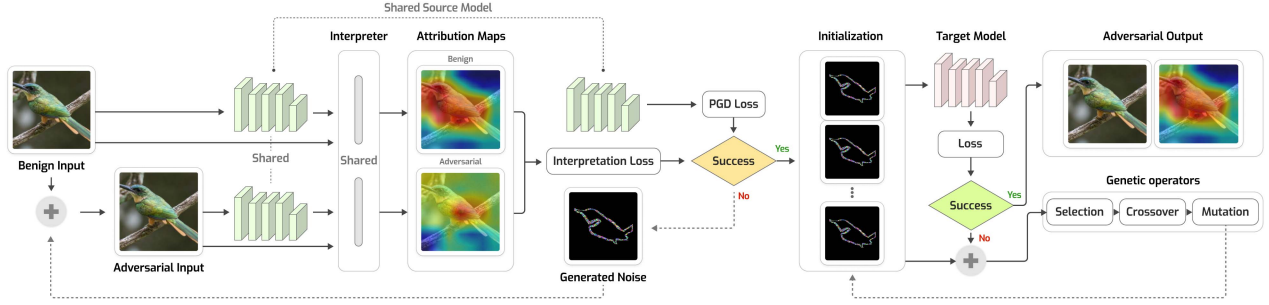 Shared Source Model
Interpreter
Attribution Maps
Initialization
Target Model
Adversarial Output
Benign
PGD Loss
Loss
Shared
Shared
Benign Input
Adversarial
Interpretation Loss
Success
Yes
No
Success
Yes
No
Genetic operators
Selection
Crossover
Mutation
Adversarial Input
Generated Noise